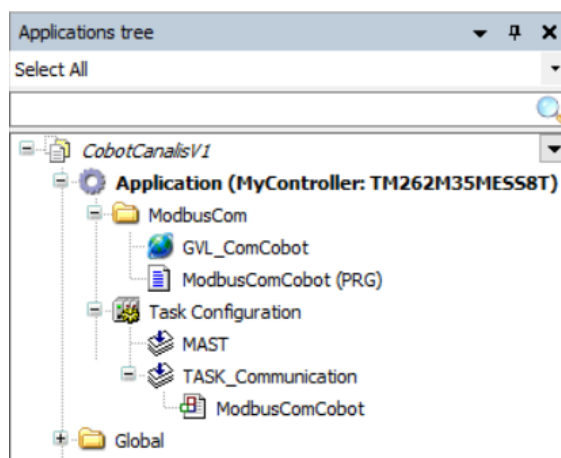 Applications tree
Select All
CobotCanalisV1
Application (MyController: TM262M35MESS8T)
ModbusCom
GVL_ComCobot
ModbusComCobot (PRG)
Task Configuration
MAST
TASK_Communication
ModbusComCobot
Global